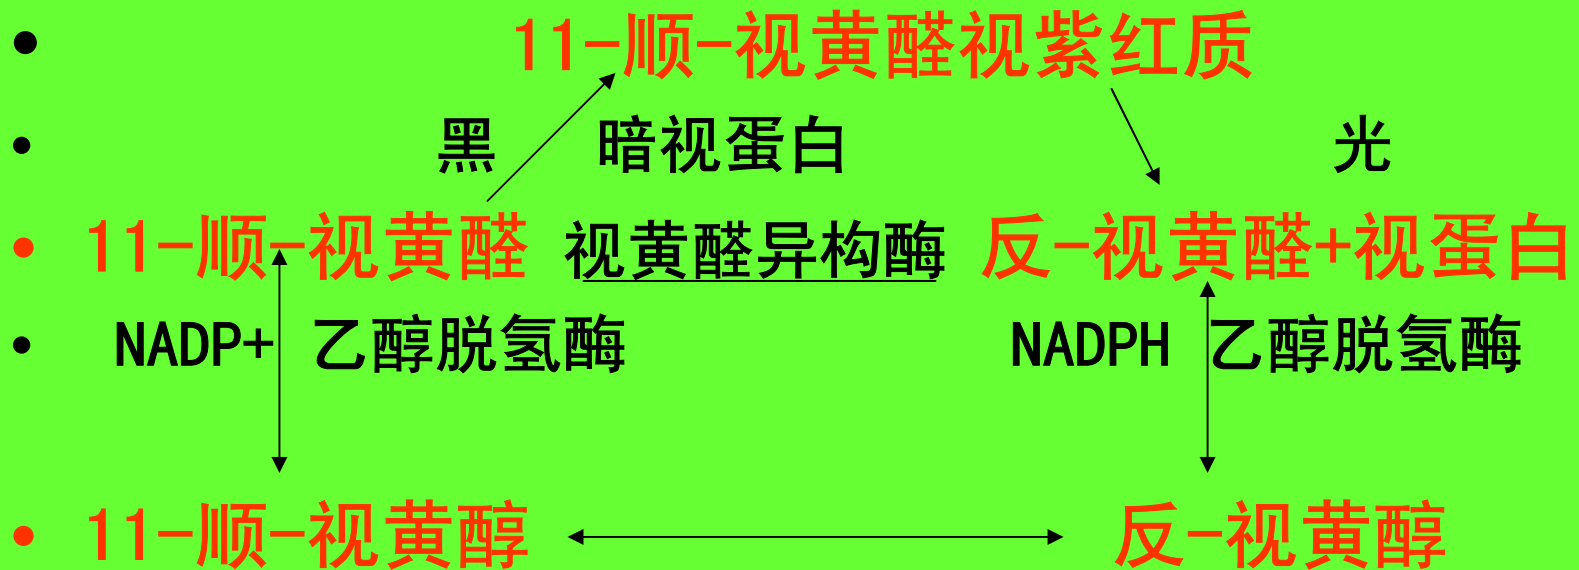 • 11-顺-视黄醛视紫红质
• 黑 暗视蛋白 光
• 11-顺-视黄醛 视黄醛异构酶 反-视黄醛+视蛋白
• NADP+ 乙醇脱氢酶 NADPH 乙醇脱氢酶
• 11-顺-视黄醇 反-视黄醇